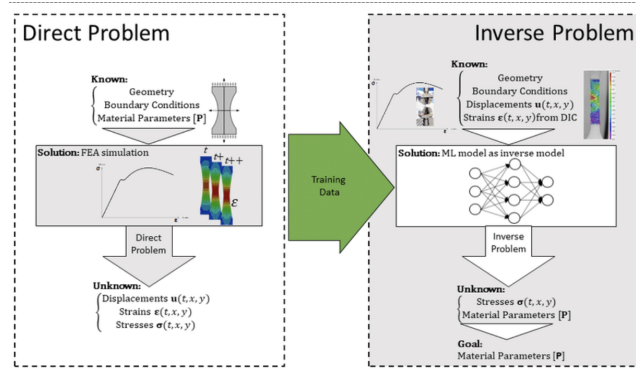 Direct Problem
Known:
Geometry
Boundary Conditions
Material Parameters [P]
Solution: FEA simulation
σ
t
t+
t++
ε
ε
Direct
Problem
Unknown:
Displacements u(t, x, y)
Strains ε(t, x, y)
Stresses σ(t, x, y)
Training
Data
Inverse Problem
Known:
Geometry
Boundary Conditions
Displacements u(t, x, y)
Strains ε(t, x, y)from DIC
Solution: ML model as inverse model
Inverse
Problem
Unknown:
Stresses σ(t, x, y)
Material Parameters [P]
Goal:
Material Parameters [P]